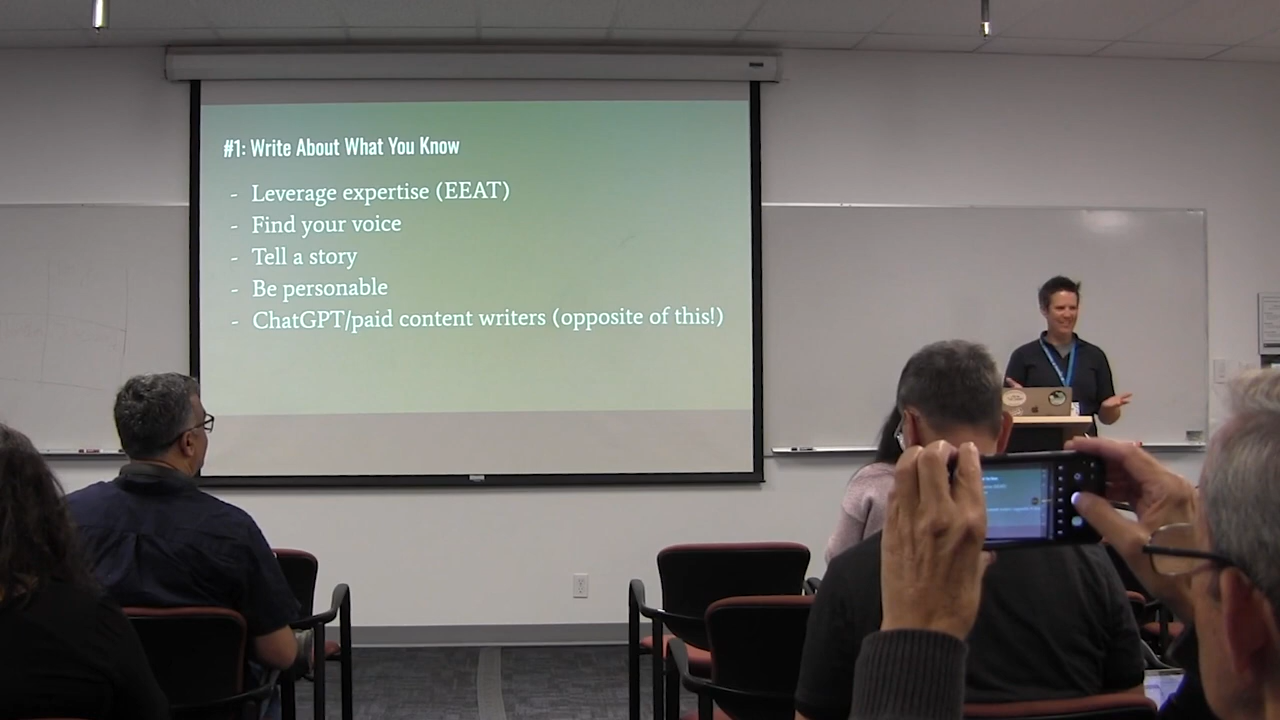 #1: Write About What You Know
- Leverage expertise (EEAT)
- Find your voice
- Tell a story
- Be personable
- ChatGPT/paid content writers (opposite of this!)